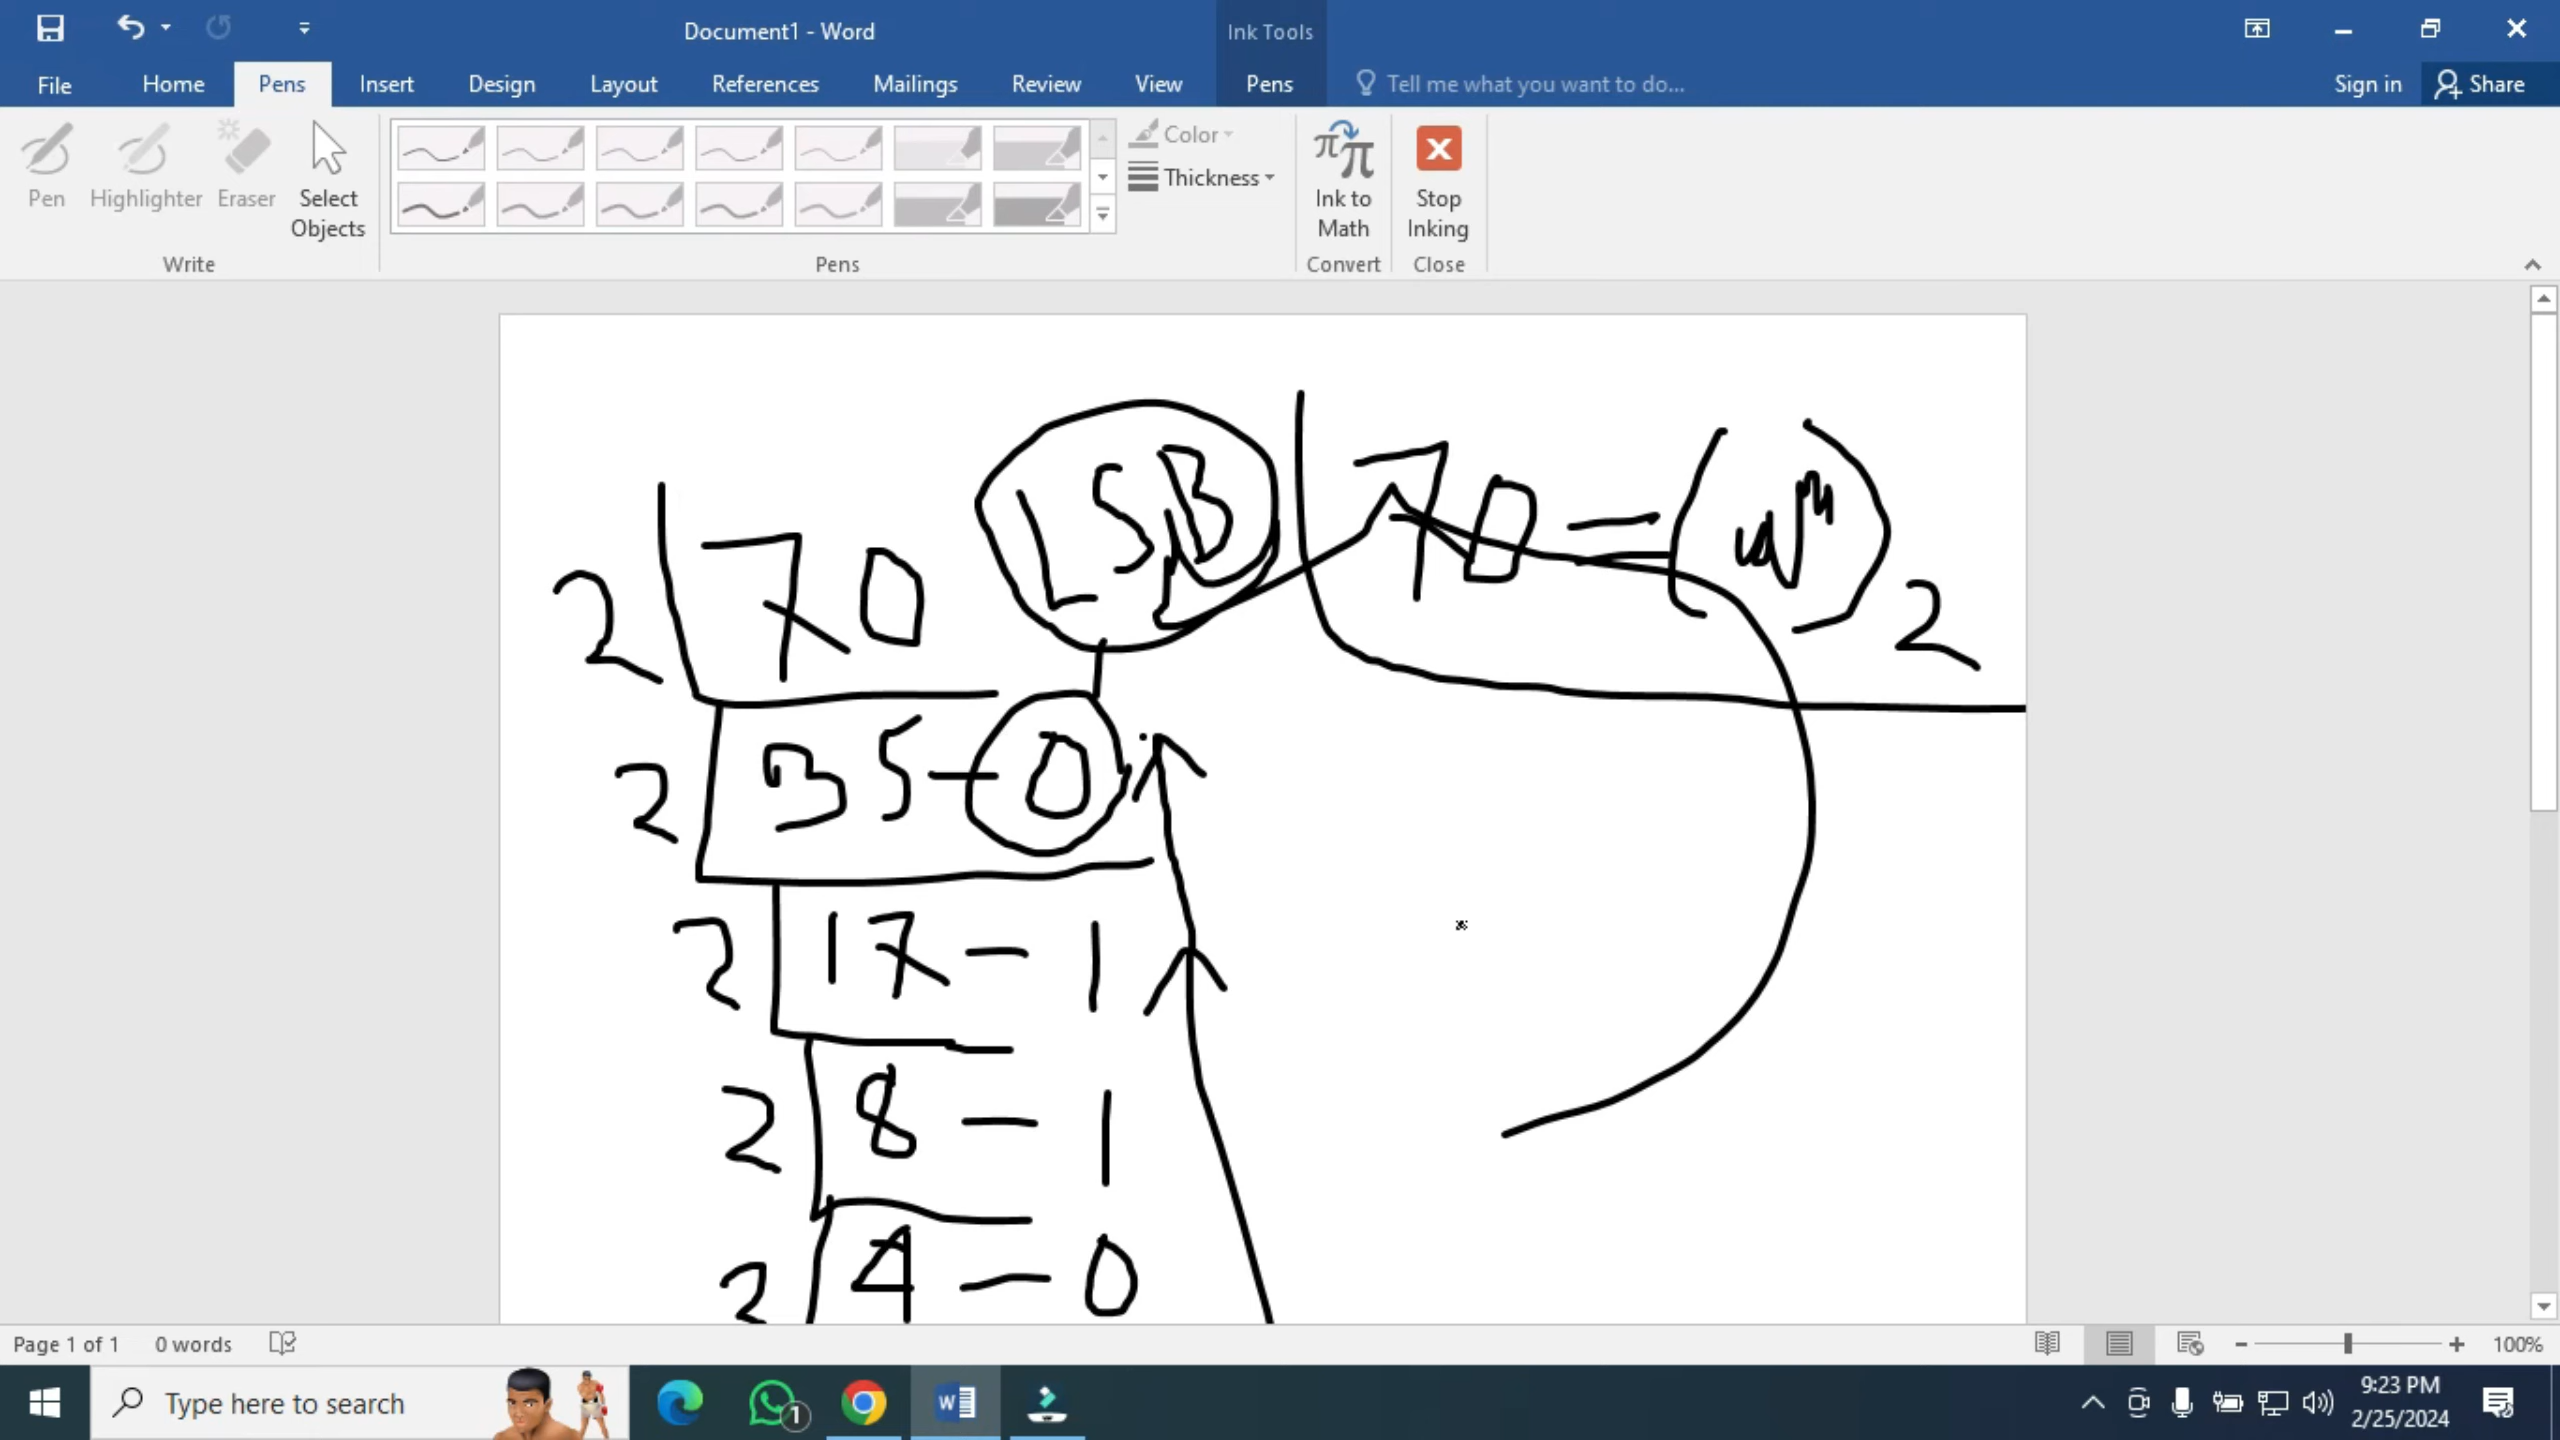 Document1 - Word
Ink Tools
File Home Pens Insert Design Layout References Mailings Review View Pens Tell me what you want to do... Sign in Share
Pen Highlighter Eraser Select Objects
Color
Thickness
Ink to Math
Stop Inking
Write Pens Convert Close
2 70 LSB 70 = ( )2
2 35 - 0
2 17 - 1
2 8 - 1
2 4 - 0
Page 1 of 1 0 words 100%
Type here to search
1
9:23 PM
2/25/2024